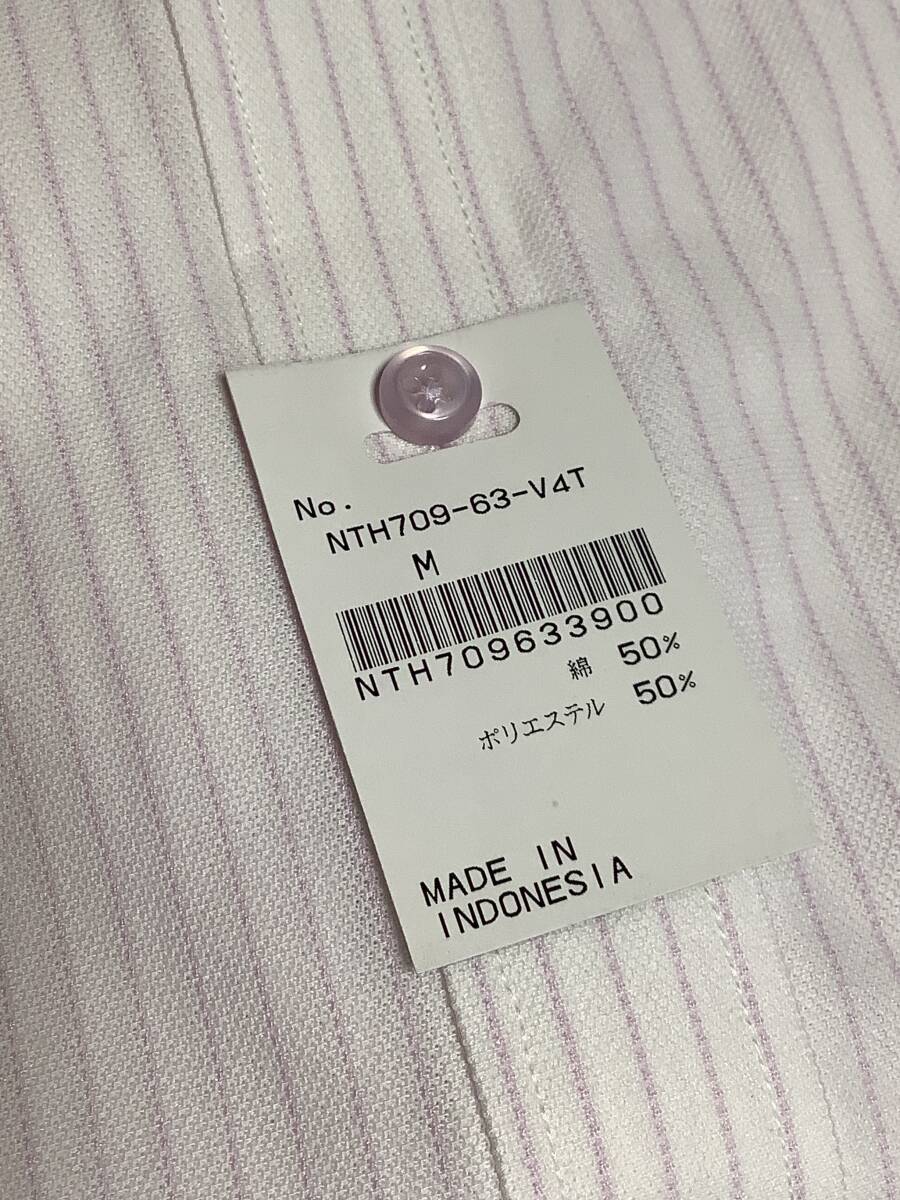 No.
NTH709-63-V4T
M
NTH709633900
綿 50%
ポリエステル 50%
MADE IN
INDONESIA